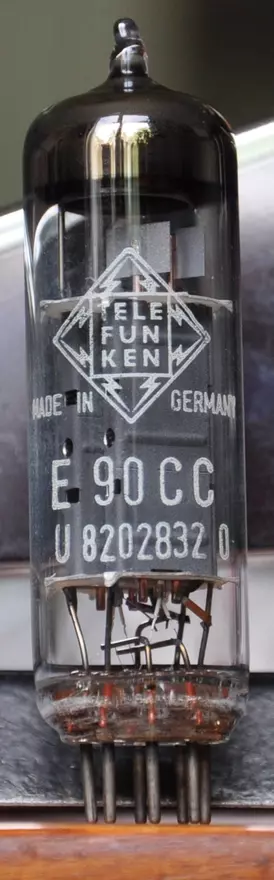 TELE
FUN
KEN
MADE IN GERMANY
E 90 CC
U 8202832 0